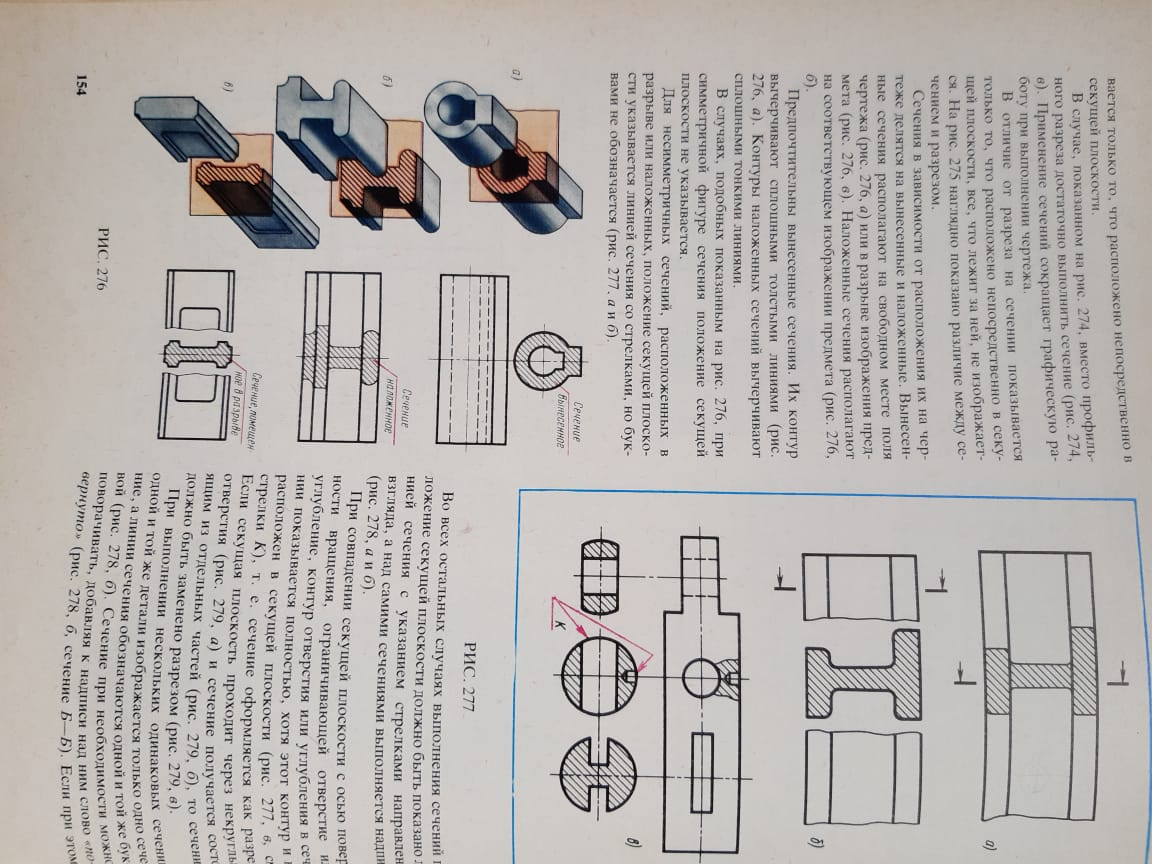 вается только то, что расположено непосредственно в
секущей плоскости.
В случае, показанном на рис. 274, вместо профиль-
ного разреза достаточно выполнить сечение (рис. 274,
в). Применение сечений сокращает графическую ра-
боту при выполнении чертежа.
В отличие от разреза на сечении показывается
только то, что расположено непосредственно в секу-
щей плоскости, все, что лежит за ней, не изображает-
ся. На рис. 275 наглядно показано различие между се-
чением и разрезом.
Сечения в зависимости от расположения их на чер-
теже делятся на вынесенные и наложенные. Вынесен-
ные сечения располагают на свободном месте поля
чертежа (рис. 276, а) или в разрыве изображения пред-
мета (рис. 276, в). Наложенные сечения располагают
на соответствующем изображении предмета (рис. 276,
б).
Предпочтительны вынесенные сечения. Их контур
вычерчивают сплошными толстыми линиями (рис.
276, а). Контуры наложенных сечений вычерчивают
сплошными тонкими линиями.
В случаях, подобных показанным на рис. 276, при
симметричной фигуре сечения положение секущей
плоскости не указывается.
Для несимметричных сечений, расположенных в
разрыве или наложенных, положение секущей плоско-
сти указывается линией сечения со стрелками, но бук-
вами не обозначается (рис. 277, а и б).
а)
Сечение
вынесенное
б)
Сечение
наложенное
в)
Сечение, помещен-
ное в разрыве
РИС. 276
154
а)
б)
в)
К
РИС. 277
Во всех остальных случаях выполнения сечений
ложение секущей плоскости должно быть показано
нией сечения с указанием стрелками направлен
взгляда, а над самими сечениями выполняется надпи
(рис. 278, а и б).
При совпадении секущей плоскости с осью повер
ности вращения, ограничивающей отверстие и
углубление, контур отверстия или углубления в сеч
нии показывается полностью, хотя этот контур и
расположен в секущей плоскости (рис. 277, в, с
стрелки К), т. е. сечение оформляется как разре
Если секущая плоскость проходит через некругл
отверстия (рис. 279, а) и сечение получается сост
ящим из отдельных частей (рис. 279, б), то сечени
должно быть заменено разрезом (рис. 279, в).
При выполнении нескольких одинаковых сечени
одной и той же детали изображается только одно сече
ние, а линии сечения обозначаются одной и той же бук
вой (рис. 278, б). Сечение при необходимости можно
поворачивать, добавляя к надписи над ним слово «по-
вернуто» (рис. 278, б, сечение Б—Б). Если при этом